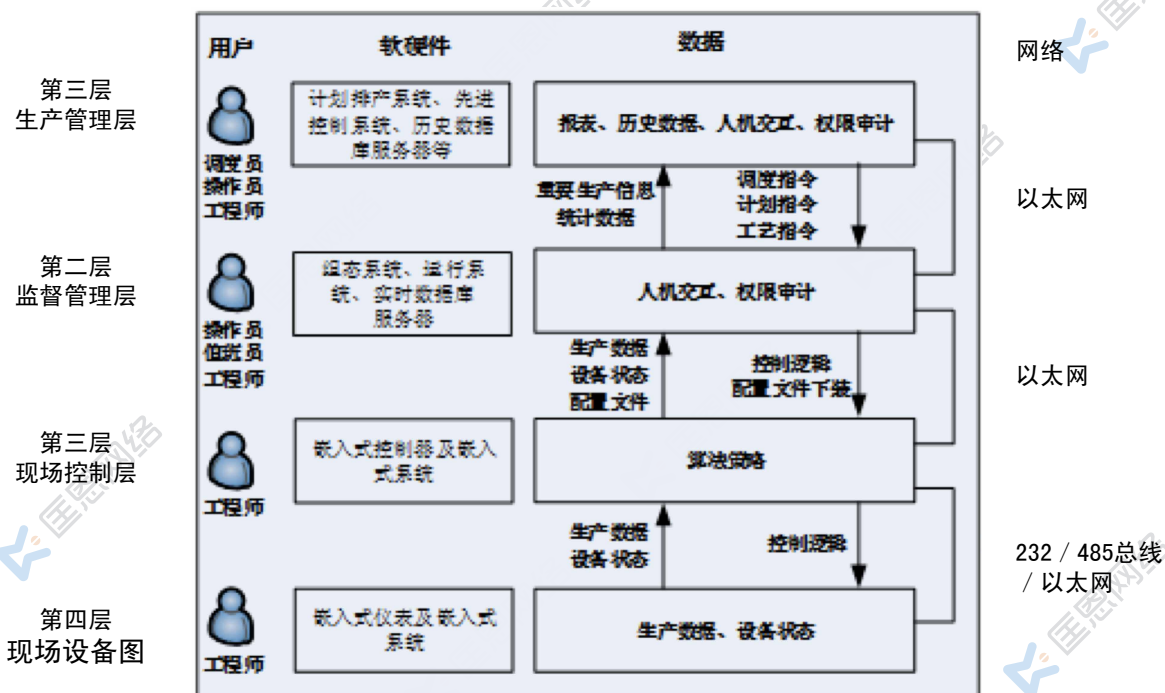 用户
软硬件
数据
网络
第三层
生产管理层
调度员
操作员
工程师
计划排产系统、先进
控制系统、历史数据
库服务器等
报表、历史数据、人机交互、权限审计
重要生产信息
统计数据
调度指令
计划指令
工艺指令
以太网
第二层
监督管理层
操作员
值班员
工程师
组态系统、运行系
统、实时数据库
服务器
人机交互、权限审计
生产数据
设备状态
配置文件
控制逻辑
配置文件下装
以太网
第三层
现场控制层
工程师
嵌入式控制器及嵌入
式系统
算法策略
生产数据
设备状态
控制逻辑
232 / 485总线
/ 以太网
第四层
现场设备图
工程师
嵌入式仪表及嵌入式
系统
生产数据、设备状态
匡恩网络
匡恩网络